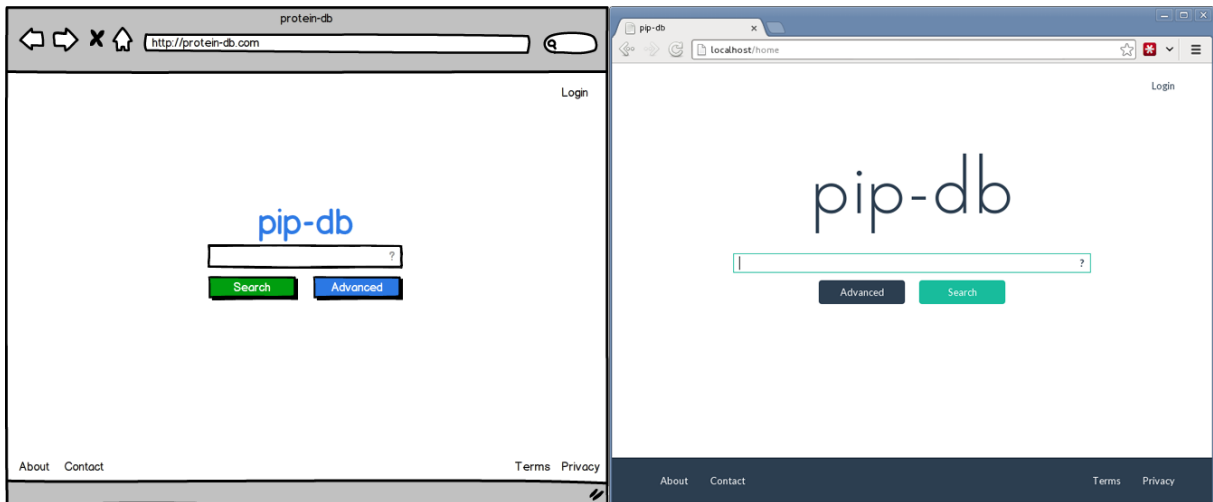 protein-db
http://protein-db.com
Login
pip-db
?
Search Advanced
About Contact Terms Privacy
pip-db
localhost/home
Login
pip-db
?
Advanced Search
About Contact Terms Privacy